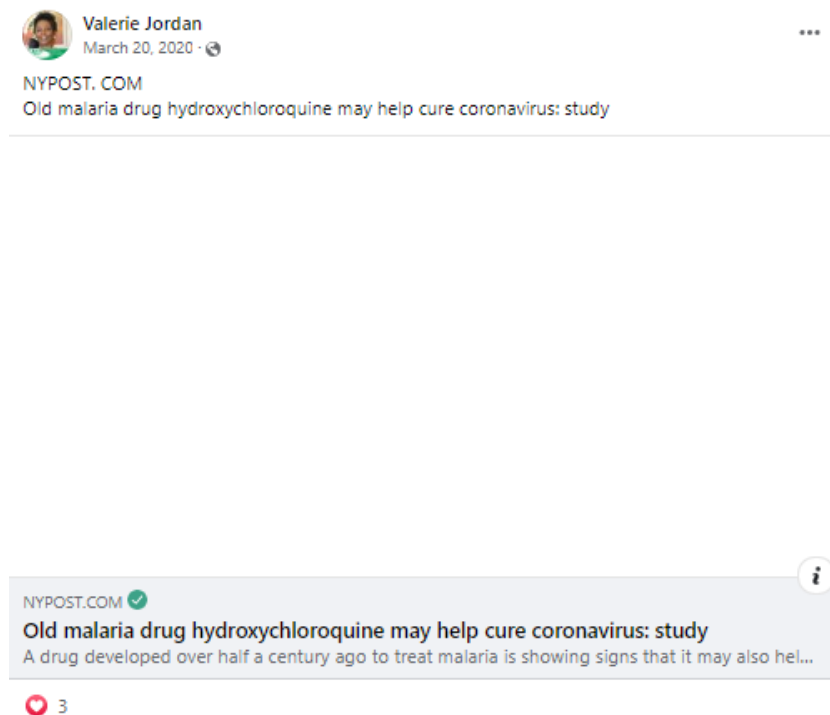 Valerie Jordan
March 20, 2020 ·
NYPOST. COM
Old malaria drug hydroxychloroquine may help cure coronavirus: study
i
NYPOST.COM
Old malaria drug hydroxychloroquine may help cure coronavirus: study
A drug developed over half a century ago to treat malaria is showing signs that it may also hel...
3